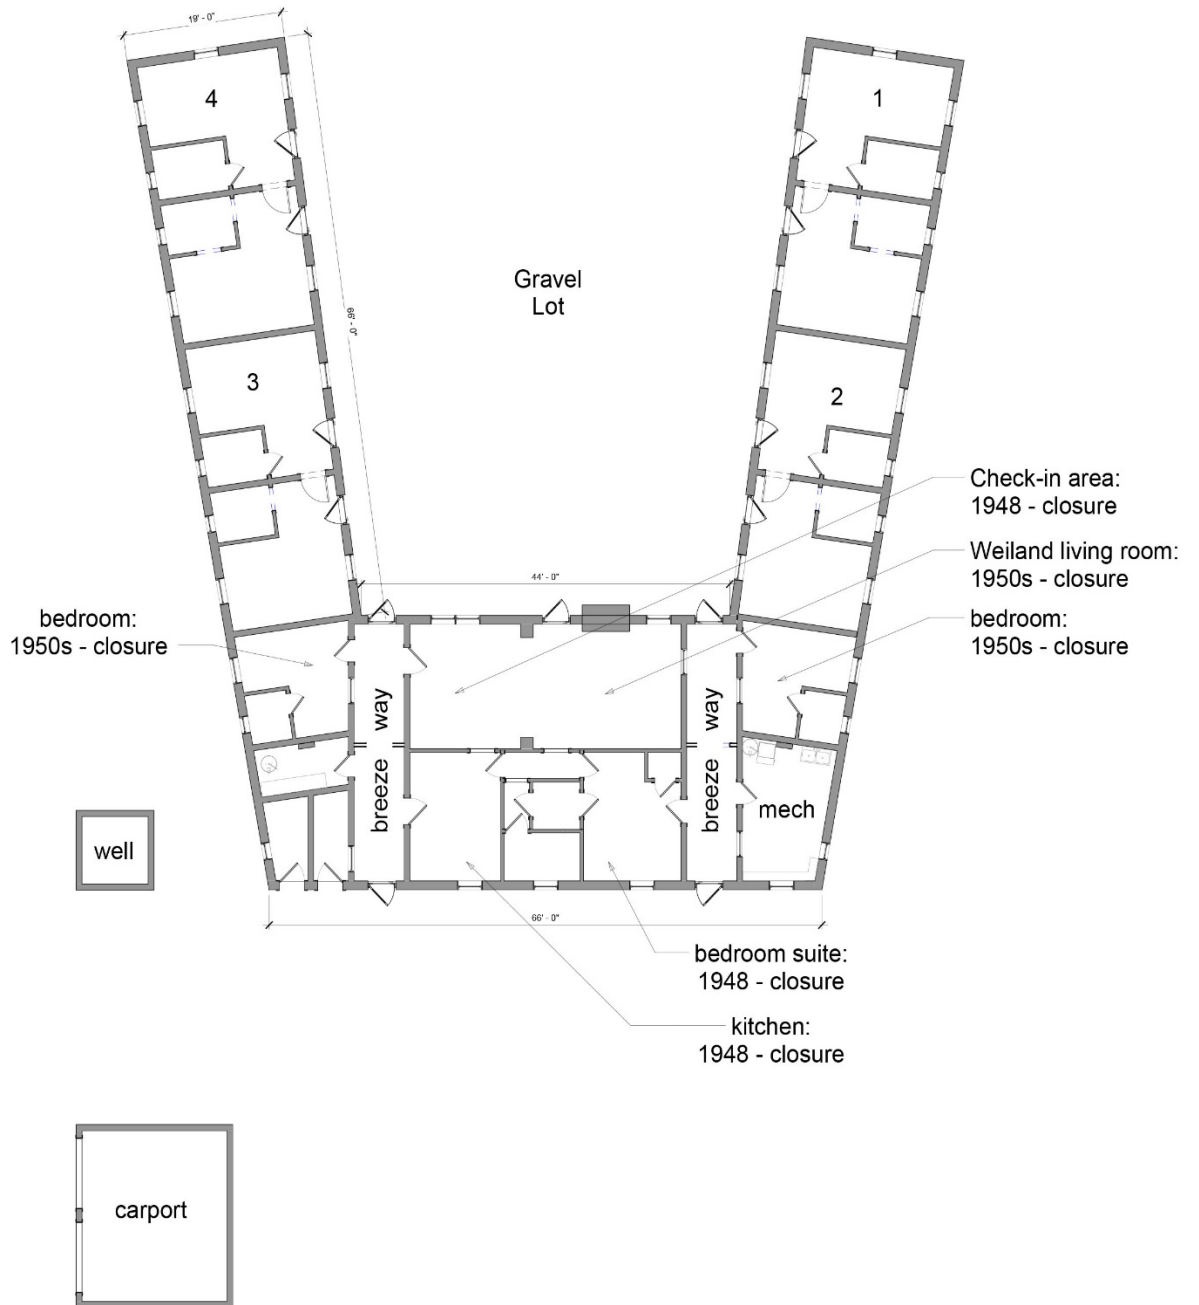 19' - 0"
4
1
Gravel
Lot
66' - 0"
3
2
Check-in area:
1948 - closure
Weiland living room:
1950s - closure
44' - 0"
bedroom:
1950s - closure
bedroom:
1950s - closure
breeze way
breeze way
mech
well
66' - 0"
bedroom suite:
1948 - closure
kitchen:
1948 - closure
carport